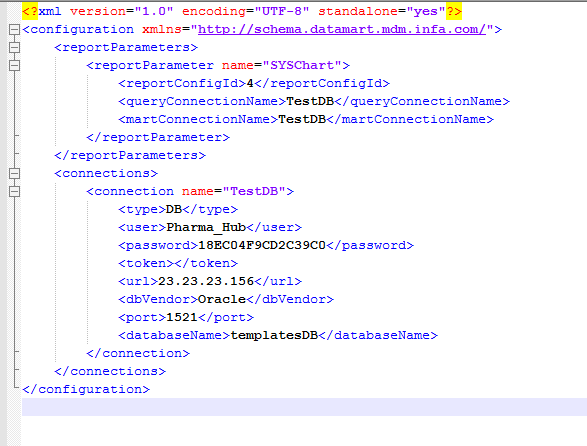 <?xml version="1.0" encoding="UTF-8" standalone="yes"?>
<configuration xmlns="http://schema.datamart.mdm.infa.com/">
<reportParameters>
<reportParameter name="SYSChart">
<reportConfigId>4</reportConfigId>
<queryConnectionName>TestDB</queryConnectionName>
<martConnectionName>TestDB</martConnectionName>
</reportParameter>
</reportParameters>
<connections>
<connection name="TestDB">
<type>DB</type>
<user>Pharma_Hub</user>
<password>18EC04F9CD2C39C0</password>
<token></token>
<url>23.23.23.156</url>
<dbVendor>Oracle</dbVendor>
<port>1521</port>
<databaseName>templatesDB</databaseName>
</connection>
</connections>
</configuration>